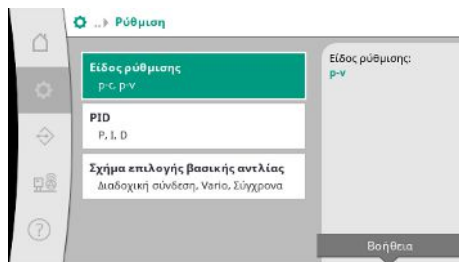 ..▸ Ρύθμιση
Είδος ρύθμισης
p-c, p-v
PID
P, I, D
Σχήμα επιλογής βασικής αντλίας
Διαδοχική σύνδεση, Vario, Σύγχρονα
Είδος ρύθμισης:
p-v
Βοήθεια